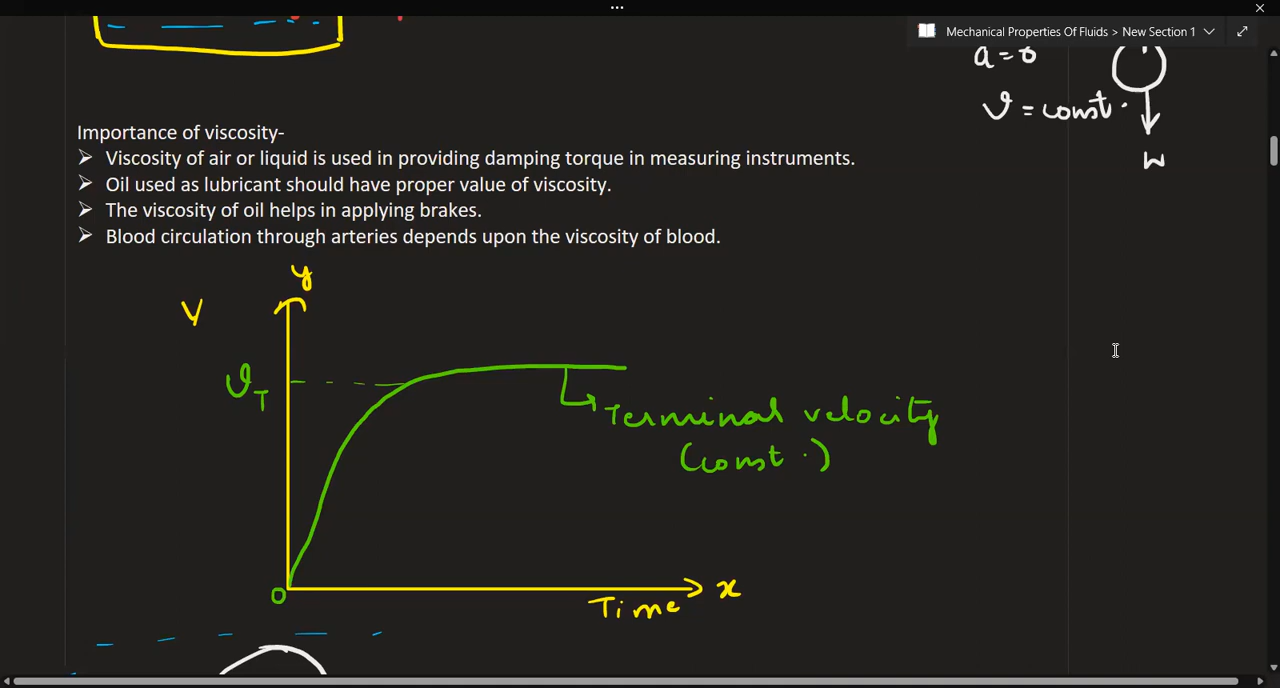 Mechanical Properties Of Fluids > New Section 1
a = 0
v = const.
W
Importance of viscosity-
➢ Viscosity of air or liquid is used in providing damping torque in measuring instruments.
➢ Oil used as lubricant should have proper value of viscosity.
➢ The viscosity of oil helps in applying brakes.
➢ Blood circulation through arteries depends upon the viscosity of blood.
y
V
v_T
Terminal velocity
(const.)
0
x
Time